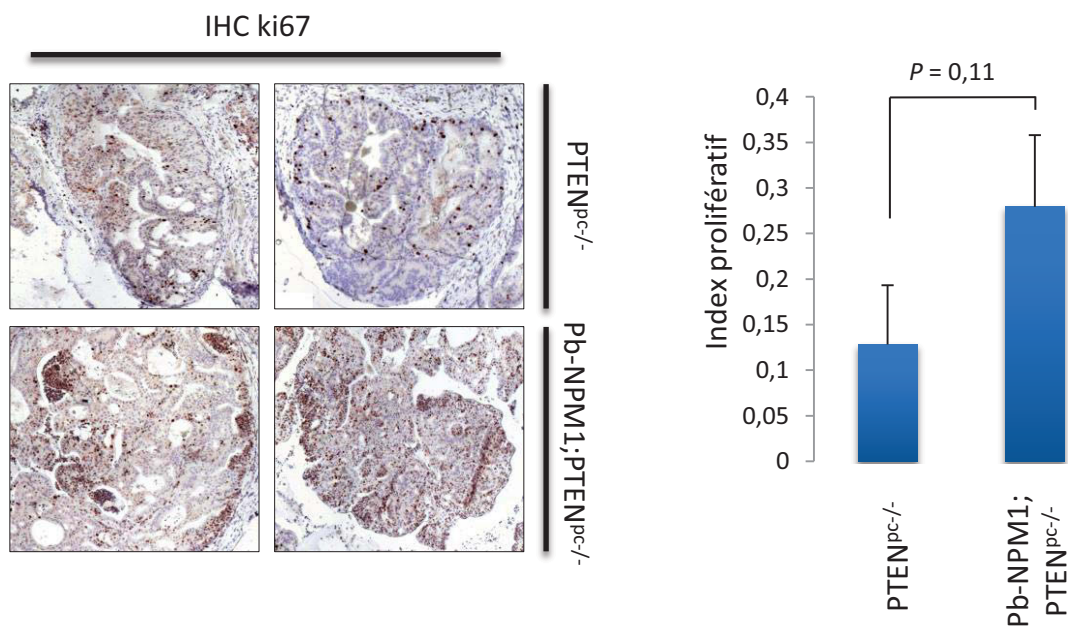 IHC ki67
PTENpc-/-
Pb-NPM1;PTENpc-/-
P = 0,11
Index prolifératif
0,4
0,35
0,3
0,25
0,2
0,15
0,1
0,05
0
PTENpc-/-
Pb-NPM1;
PTENpc-/-